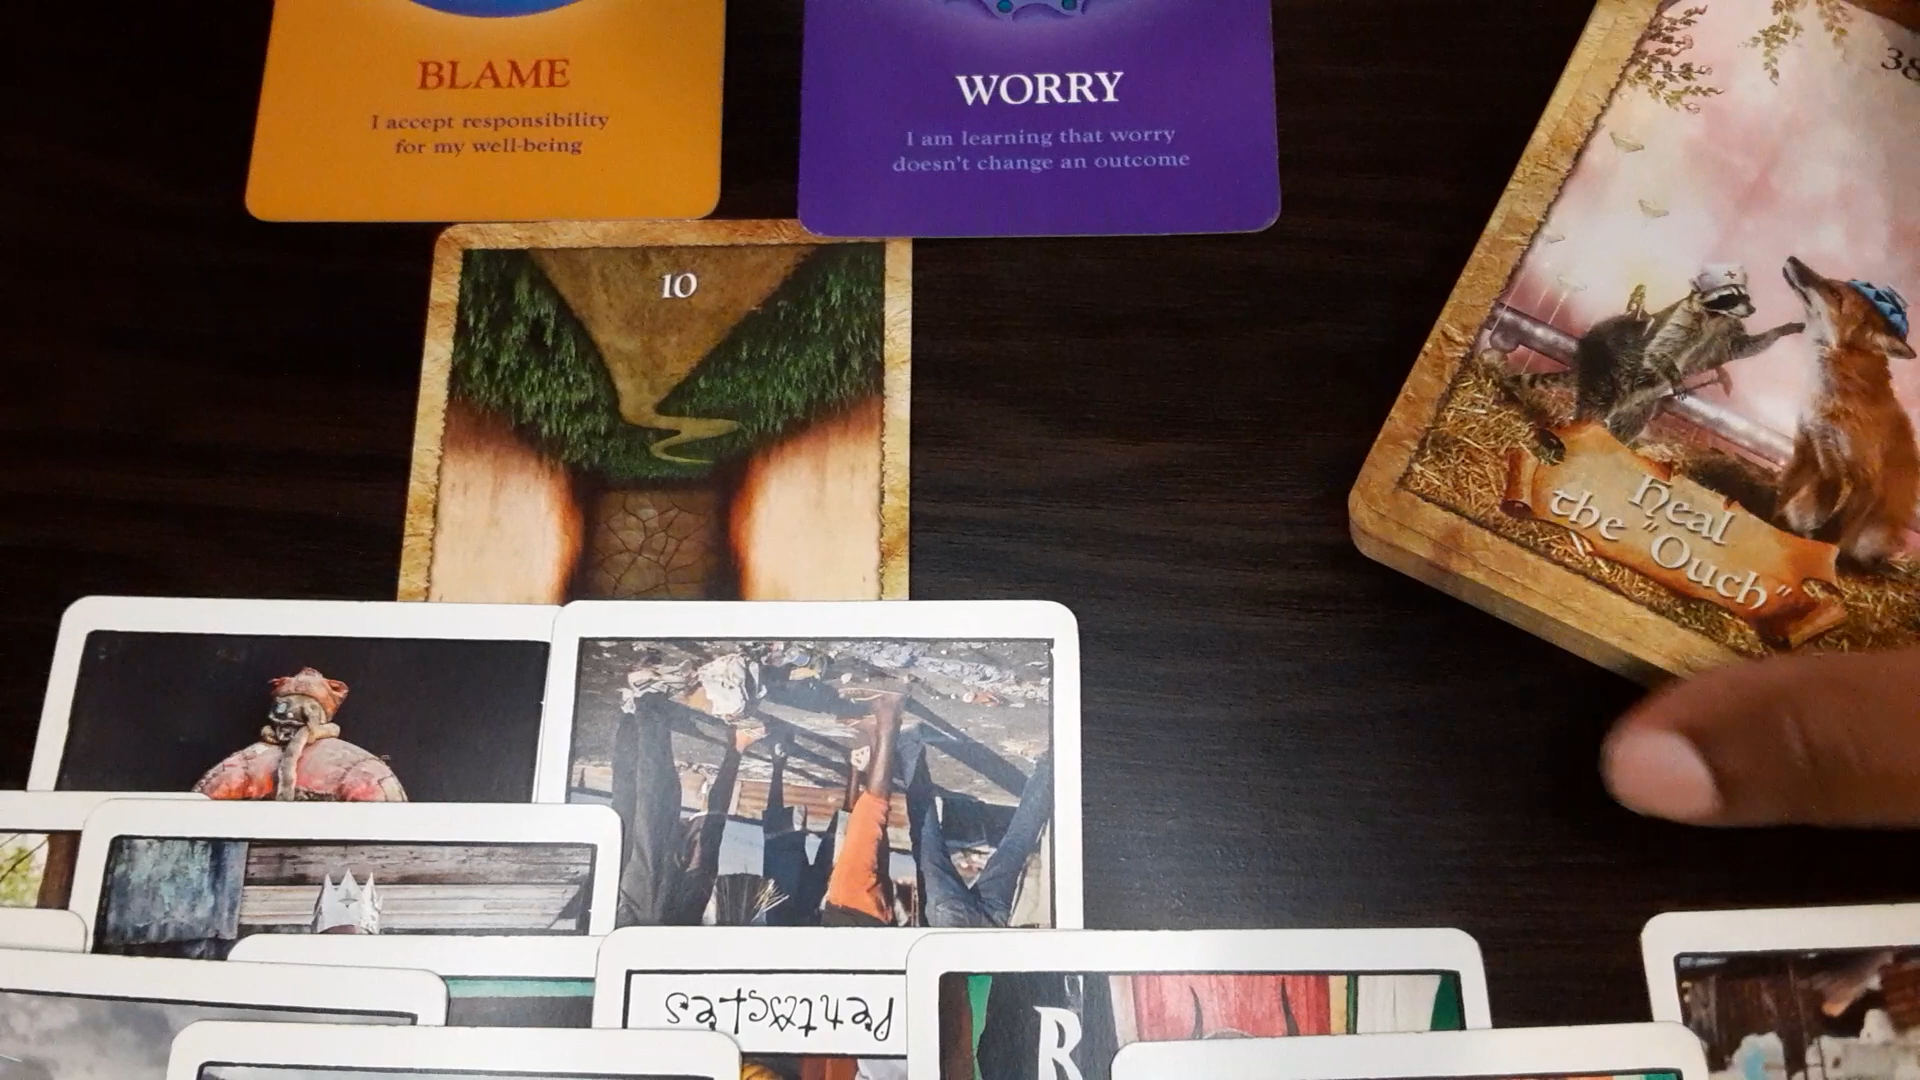 BLAME
I accept responsibility
for my well-being
WORRY
I am learning that worry
doesn't change an outcome
38
10
Heal
the "Ouch"
Pentacles
R